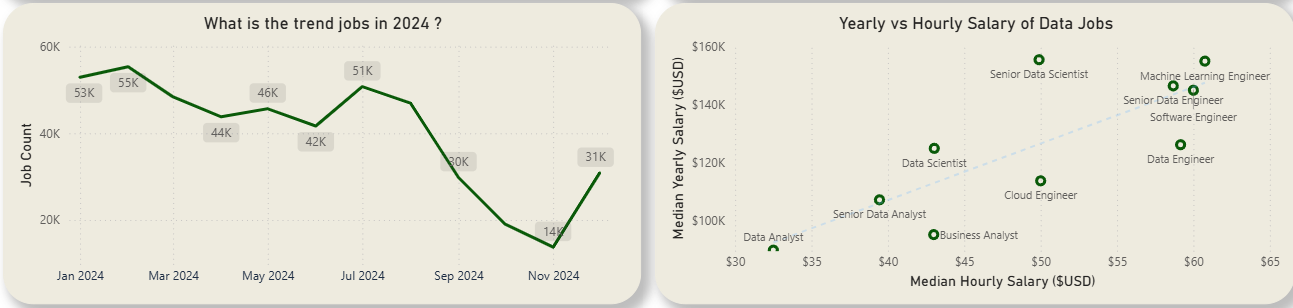 What is the trend jobs in 2024 ?
Job Count
60K
40K
20K
53K
55K
44K
46K
42K
51K
30K
14K
31K
Jan 2024
Mar 2024
May 2024
Jul 2024
Sep 2024
Nov 2024
Yearly vs Hourly Salary of Data Jobs
Median Yearly Salary ($USD)
$160K
$140K
$120K
$100K
Senior Data Scientist
Machine Learning Engineer
Senior Data Engineer
Software Engineer
Data Scientist
Data Engineer
Cloud Engineer
Senior Data Analyst
Data Analyst
Business Analyst
$30
$35
$40
$45
$50
$55
$60
$65
Median Hourly Salary ($USD)